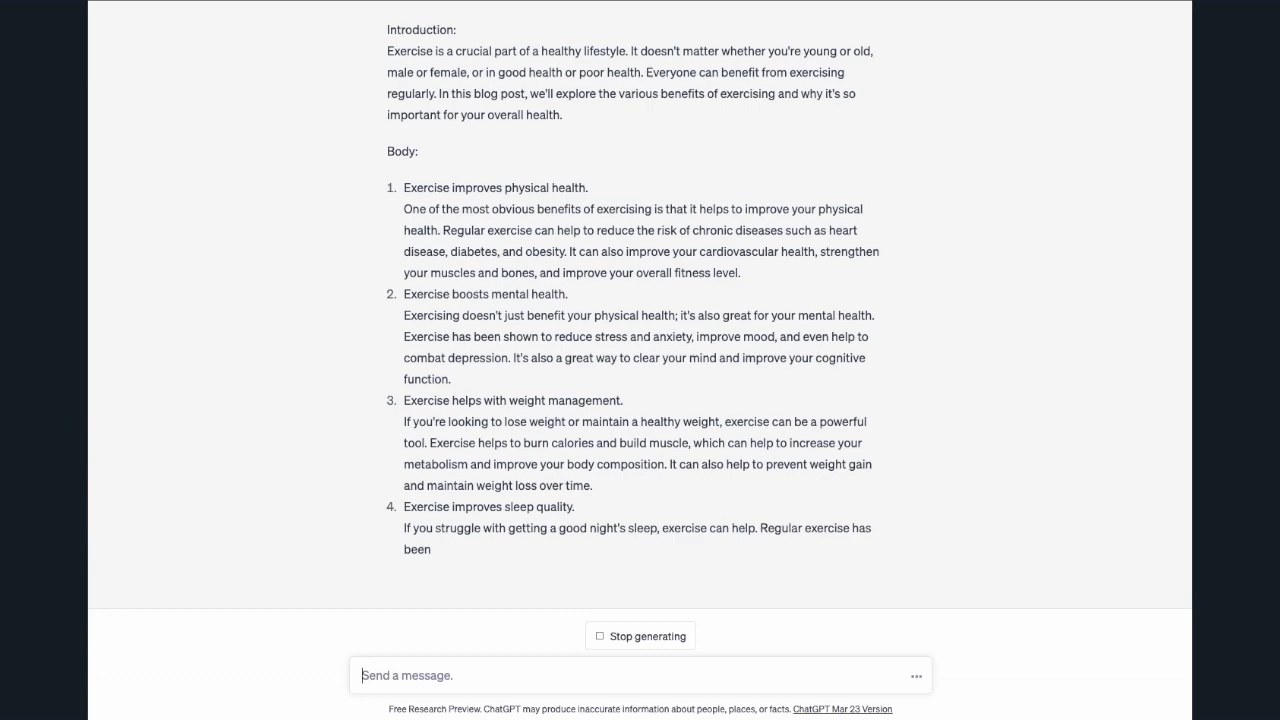 Introduction:
Exercise is a crucial part of a healthy lifestyle. It doesn't matter whether you're young or old,
male or female, or in good health or poor health. Everyone can benefit from exercising
regularly. In this blog post, we'll explore the various benefits of exercising and why it's so
important for your overall health.
Body:
1. Exercise improves physical health.
One of the most obvious benefits of exercising is that it helps to improve your physical
health. Regular exercise can help to reduce the risk of chronic diseases such as heart
disease, diabetes, and obesity. It can also improve your cardiovascular health, strengthen
your muscles and bones, and improve your overall fitness level.
2. Exercise boosts mental health.
Exercising doesn't just benefit your physical health; it's also great for your mental health.
Exercise has been shown to reduce stress and anxiety, improve mood, and even help to
combat depression. It's also a great way to clear your mind and improve your cognitive
function.
3. Exercise helps with weight management.
If you're looking to lose weight or maintain a healthy weight, exercise can be a powerful
tool. Exercise helps to burn calories and build muscle, which can help to increase your
metabolism and improve your body composition. It can also help to prevent weight gain
and maintain weight loss over time.
4. Exercise improves sleep quality.
If you struggle with getting a good night's sleep, exercise can help. Regular exercise has
been
Stop generating
Send a message.
Free Research Preview. ChatGPT may produce inaccurate information about people, places, or facts. ChatGPT Mar 23 Version